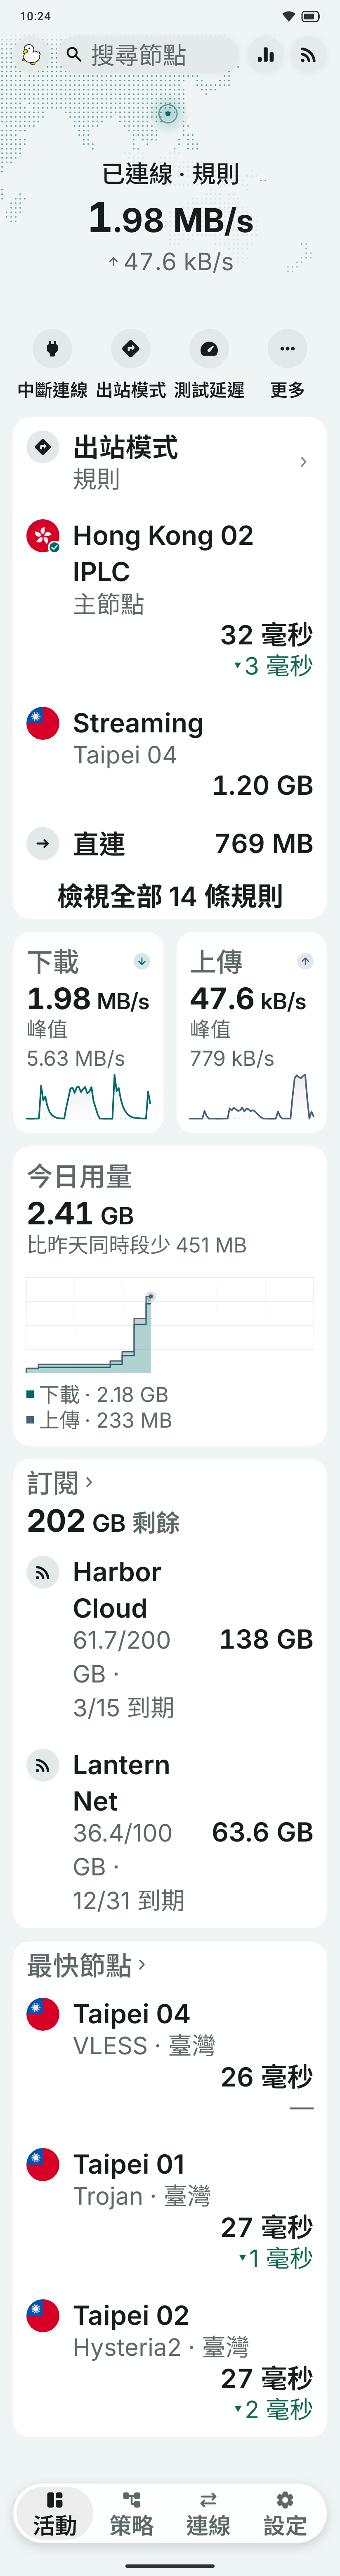 10:24
搜尋節點
已連線 · 規則
1.98 MB/s
↑ 47.6 kB/s
中斷連線 出站模式 測試延遲 更多
出站模式
規則
Hong Kong 02
IPLC
主節點
32 毫秒
▼3 毫秒
Streaming
Taipei 04
1.20 GB
直連 769 MB
檢視全部 14 條規則
下載
1.98 MB/s
峰值
5.63 MB/s
上傳
47.6 kB/s
峰值
779 kB/s
今日用量
2.41 GB
比昨天同時段少 451 MB
下載 · 2.18 GB
上傳 · 233 MB
訂閱 ›
202 GB 剩餘
Harbor
Cloud
61.7/200
GB ·
3/15 到期
138 GB
Lantern
Net
36.4/100
GB ·
12/31 到期
63.6 GB
最快節點 ›
Taipei 04
VLESS · 臺灣
26 毫秒
—
Taipei 01
Trojan · 臺灣
27 毫秒
▼1 毫秒
Taipei 02
Hysteria2 · 臺灣
27 毫秒
▼2 毫秒
活動 策略 連線 設定